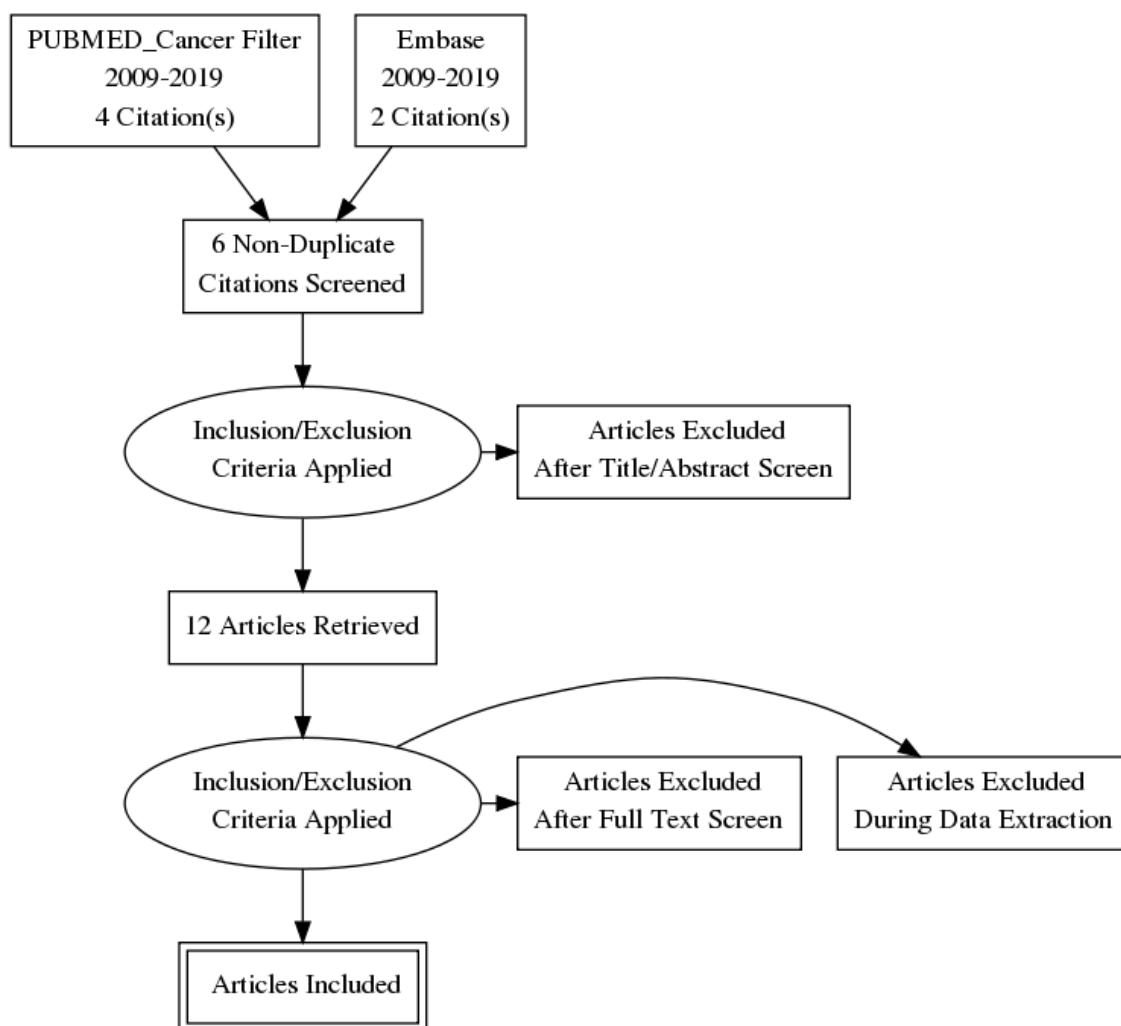 PUBMED_Cancer Filter
2009-2019
4 Citation(s)
Embase
2009-2019
2 Citation(s)
6 Non-Duplicate
Citations Screened
Inclusion/Exclusion
Criteria Applied
Articles Excluded
After Title/Abstract Screen
12 Articles Retrieved
Inclusion/Exclusion
Criteria Applied
Articles Excluded
After Full Text Screen
Articles Excluded
During Data Extraction
Articles Included